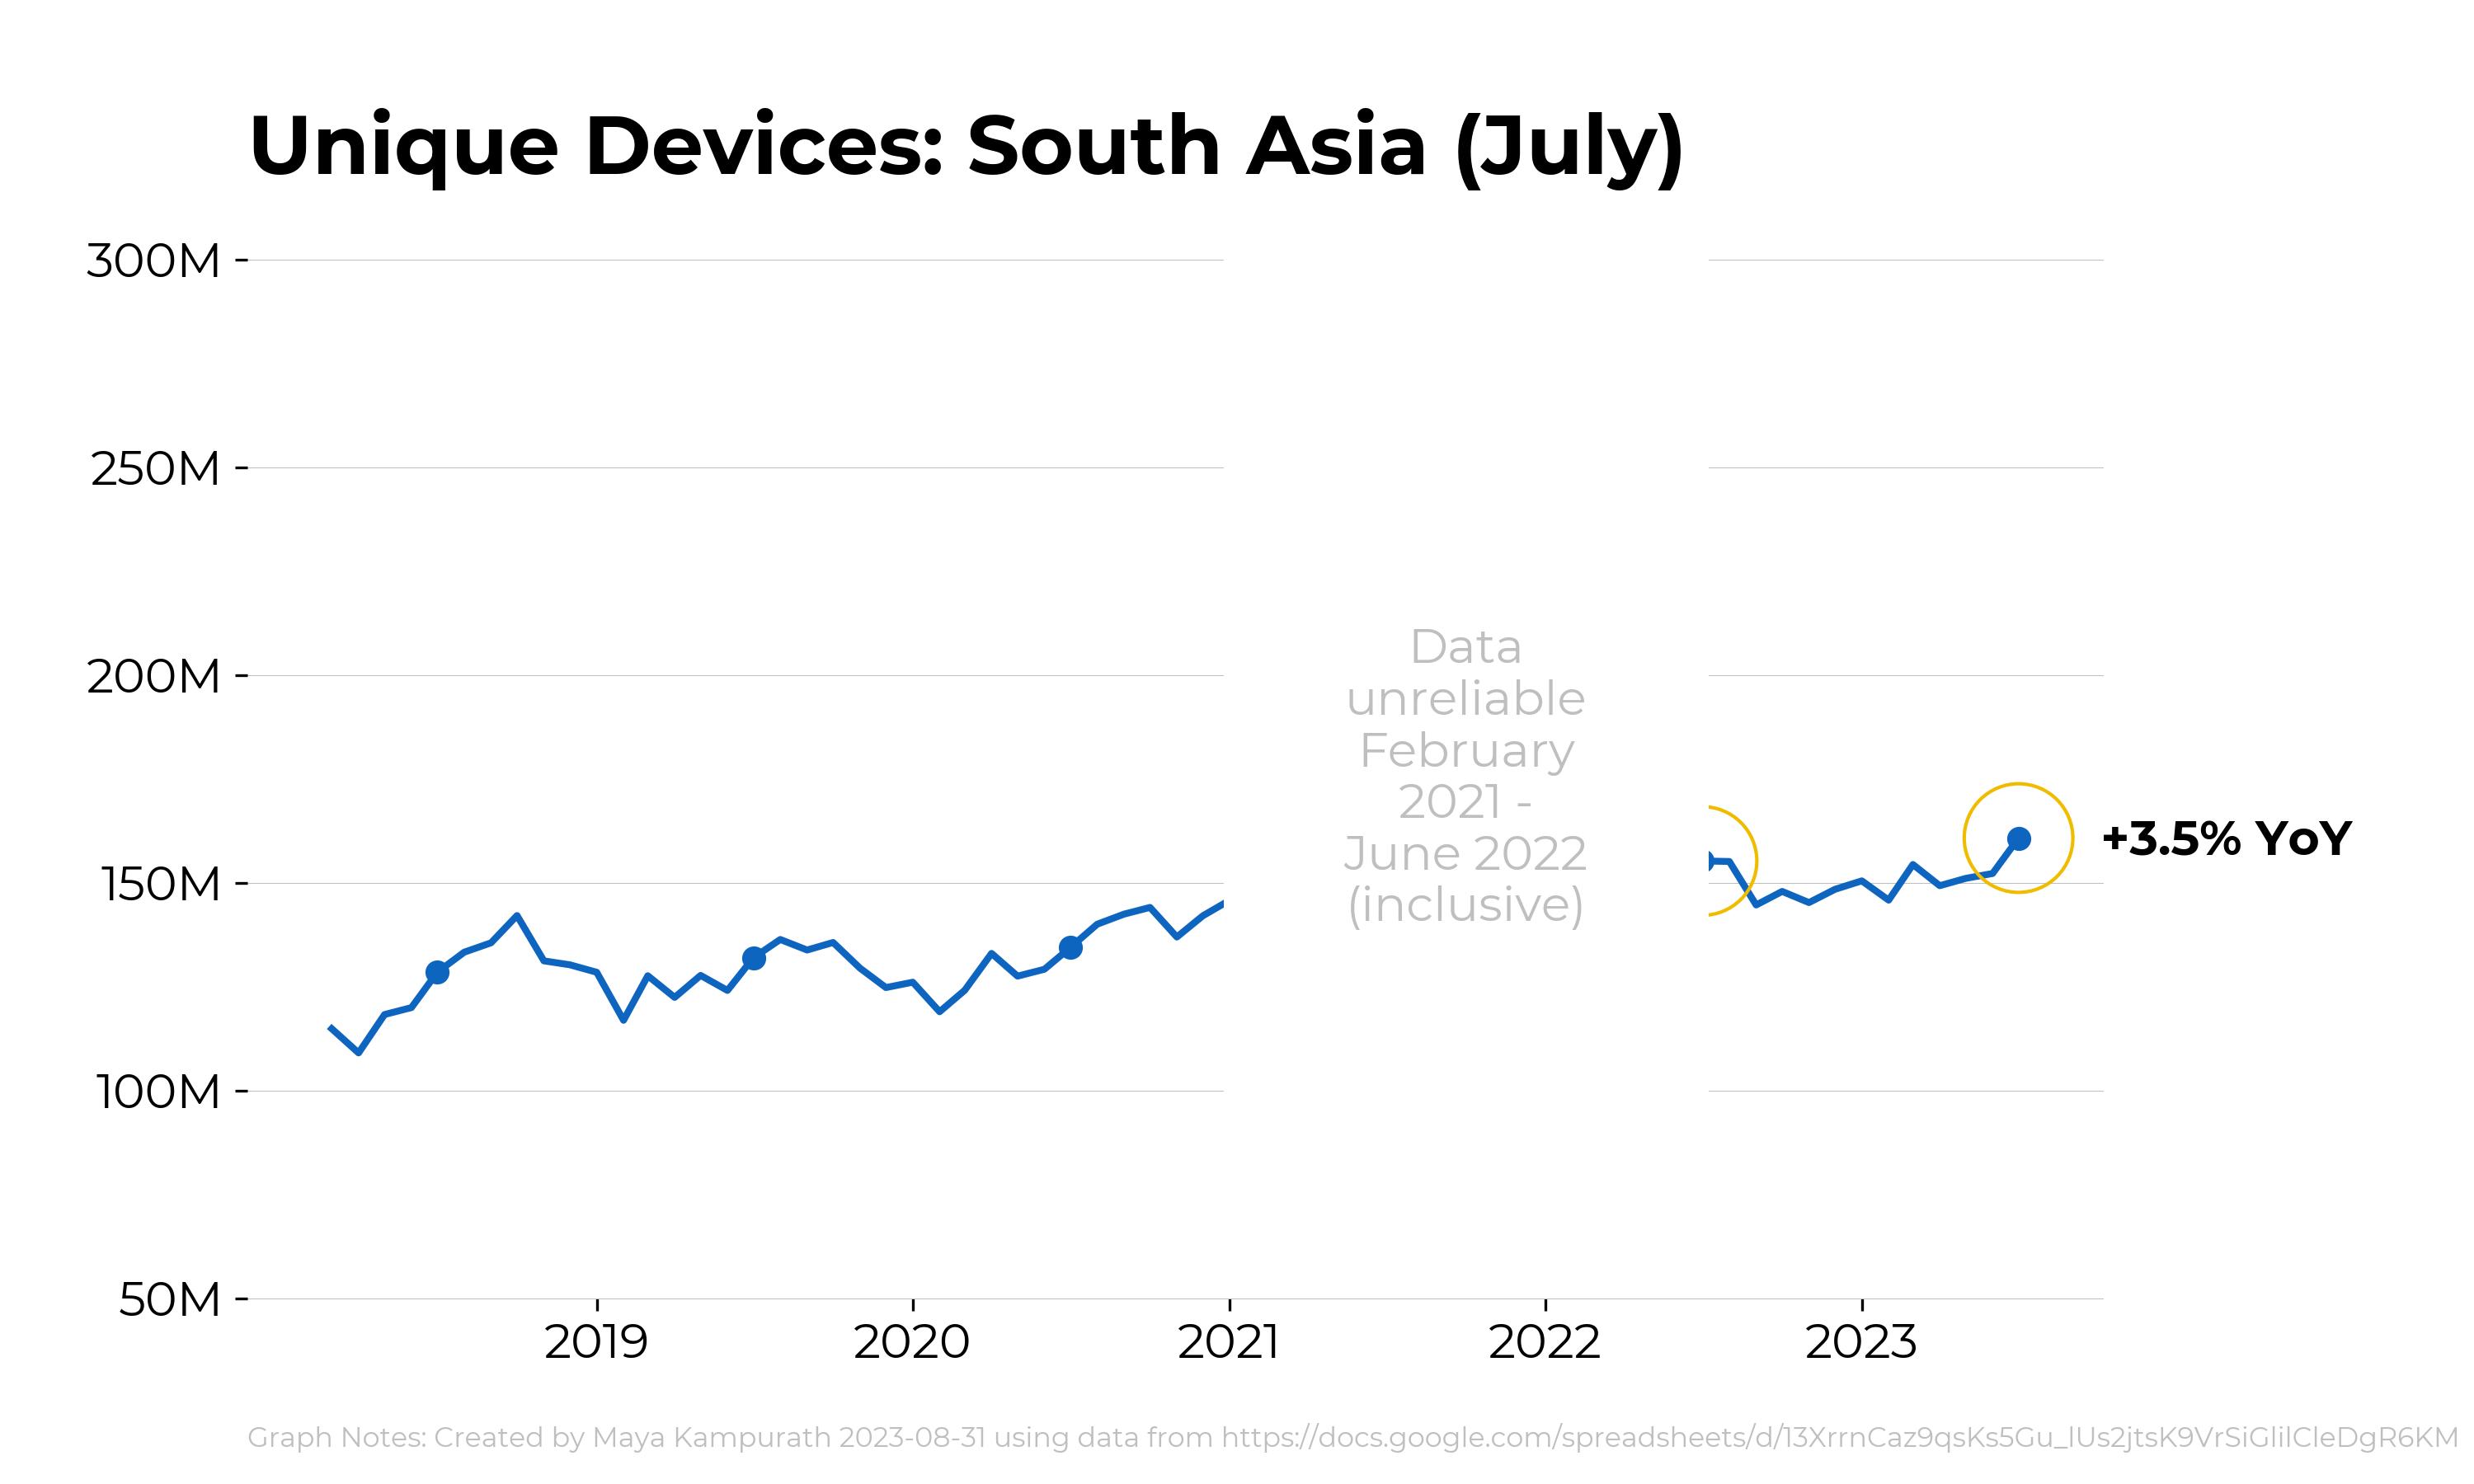 Unique Devices: South Asia (July)
300M
250M
200M
150M
100M
50M
Data
unreliable
February
2021 -
June 2022
(inclusive)
+3.5% YoY
2019
2020
2021
2022
2023
Graph Notes: Created by Maya Kampurath 2023-08-31 using data from https://docs.google.com/spreadsheets/d/13XrrnCaz9qsKs5Gu_lUs2jtsK9VrSiGlilCleDgR6KM